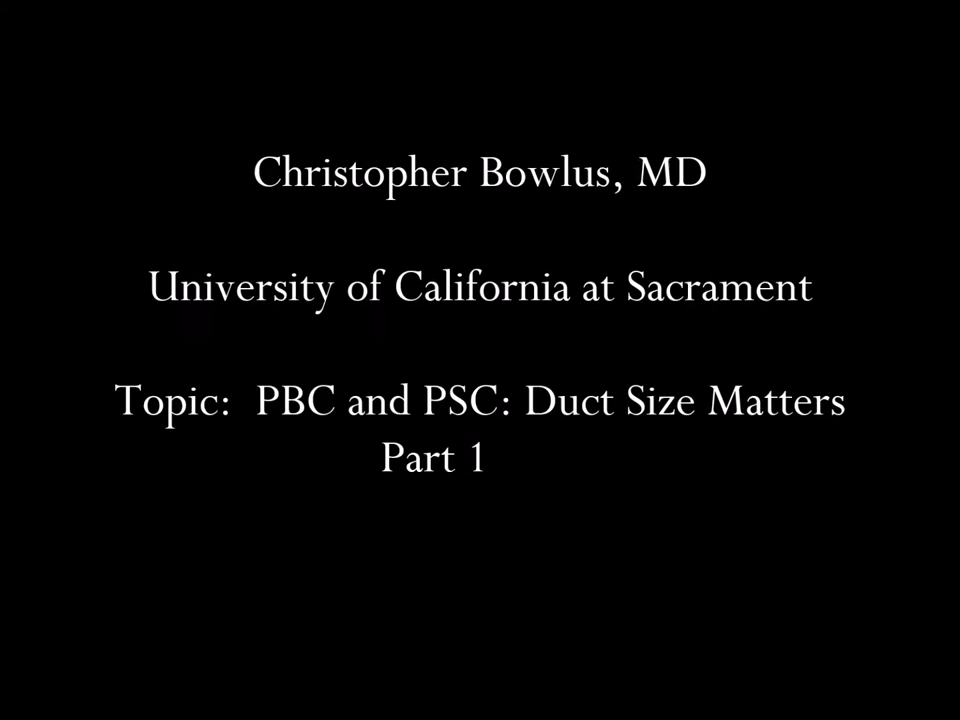 Christopher Bowlus, MD
University of California at Sacrament
Topic:  PBC and PSC: Duct Size Matters
Part 1